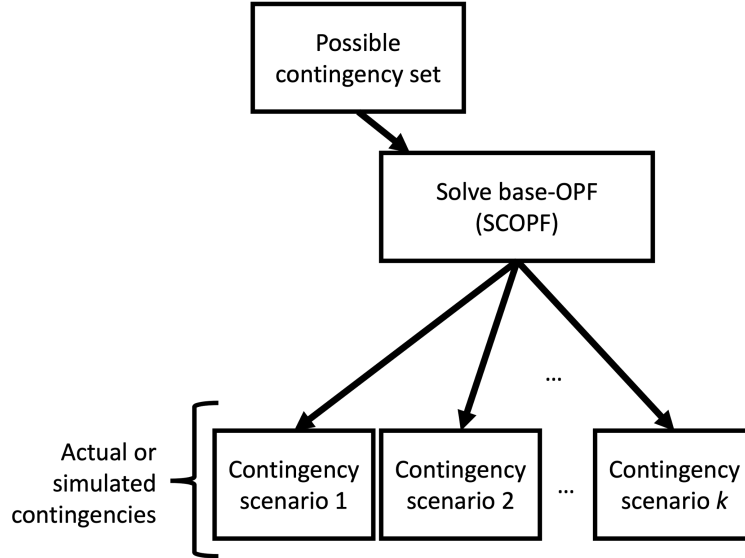 Possible
contingency set
Solve base-OPF
(SCOPF)
...
Actual or
simulated
contingencies
Contingency
scenario 1
Contingency
scenario 2
...
Contingency
scenario k